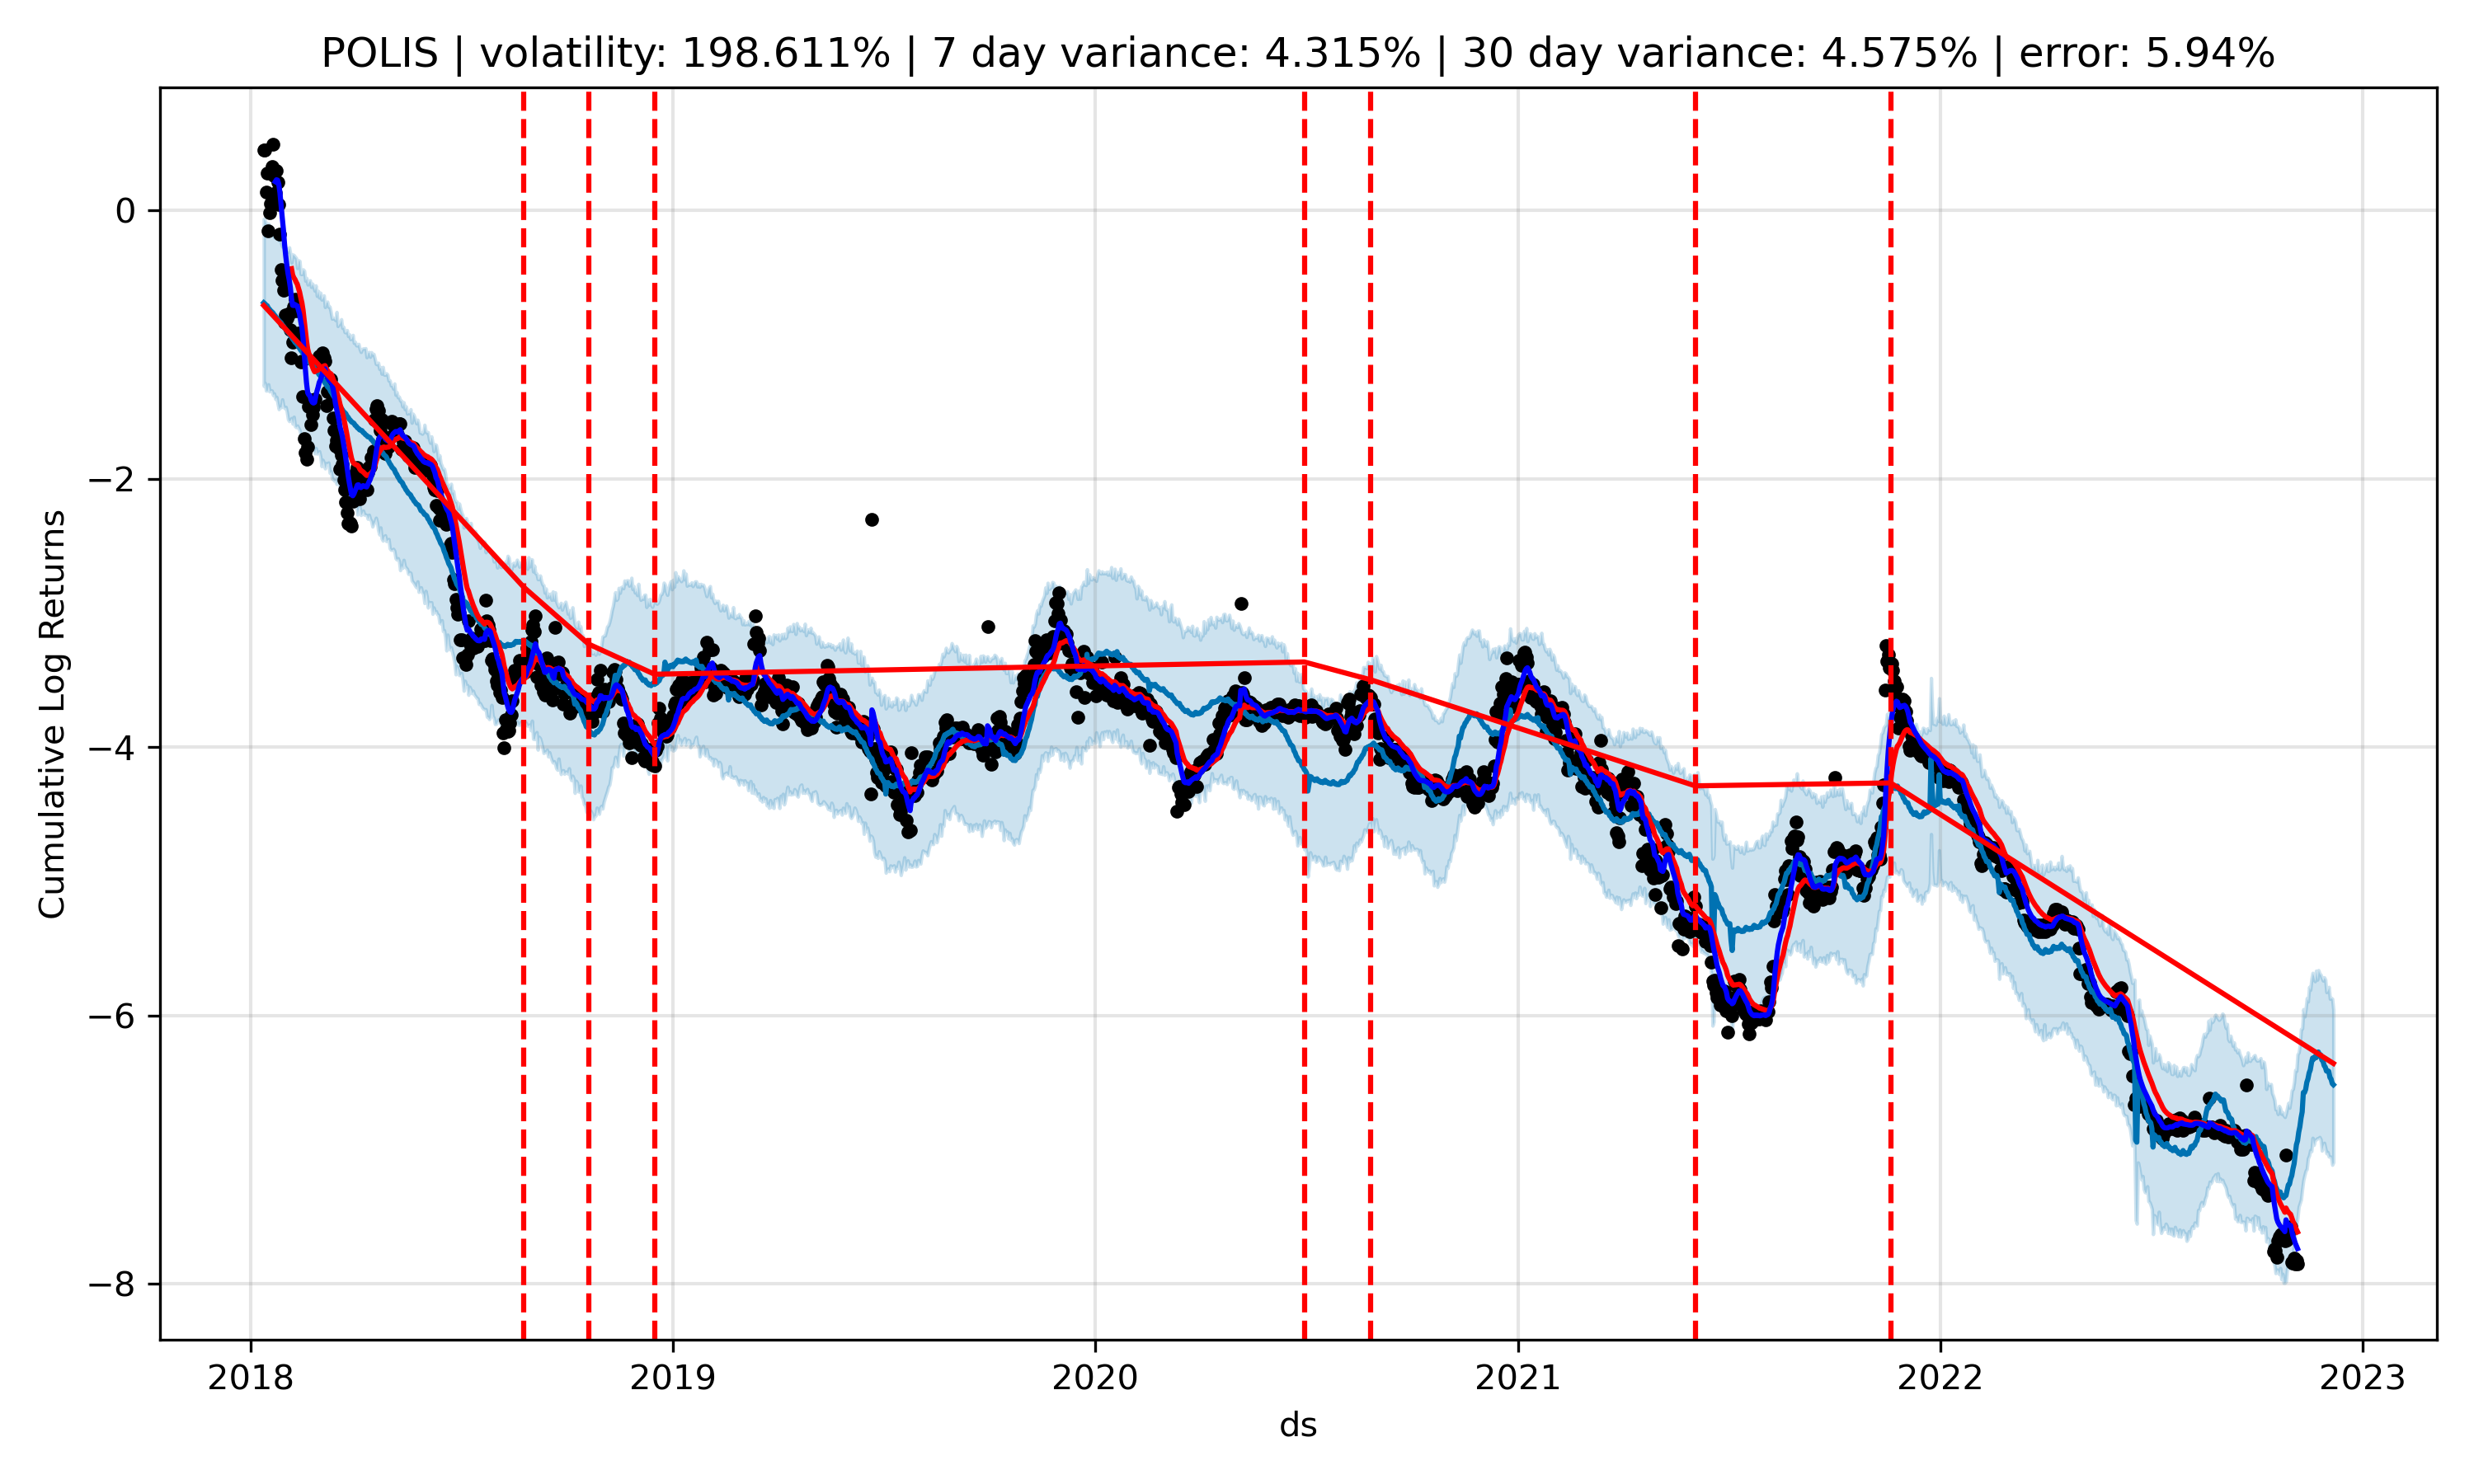 POLIS | volatility: 198.611% | 7 day variance: 4.315% | 30 day variance: 4.575% | error: 5.94%
Cumulative Log Returns
0
−2
−4
−6
−8
2018 2019 2020 2021 2022 2023
ds